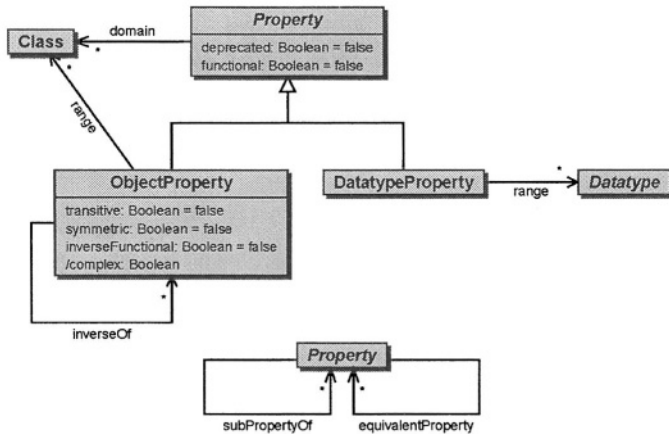 Property
deprecated: Boolean = false
functional: Boolean = false
Class
domain
*
*
range
ObjectProperty
transitive: Boolean = false
symmetric: Boolean = false
inverseFunctional: Boolean = false
/complex: Boolean
*
inverseOf
DatatypeProperty
range
*
Datatype
Property
*
*
subPropertyOf
equivalentProperty